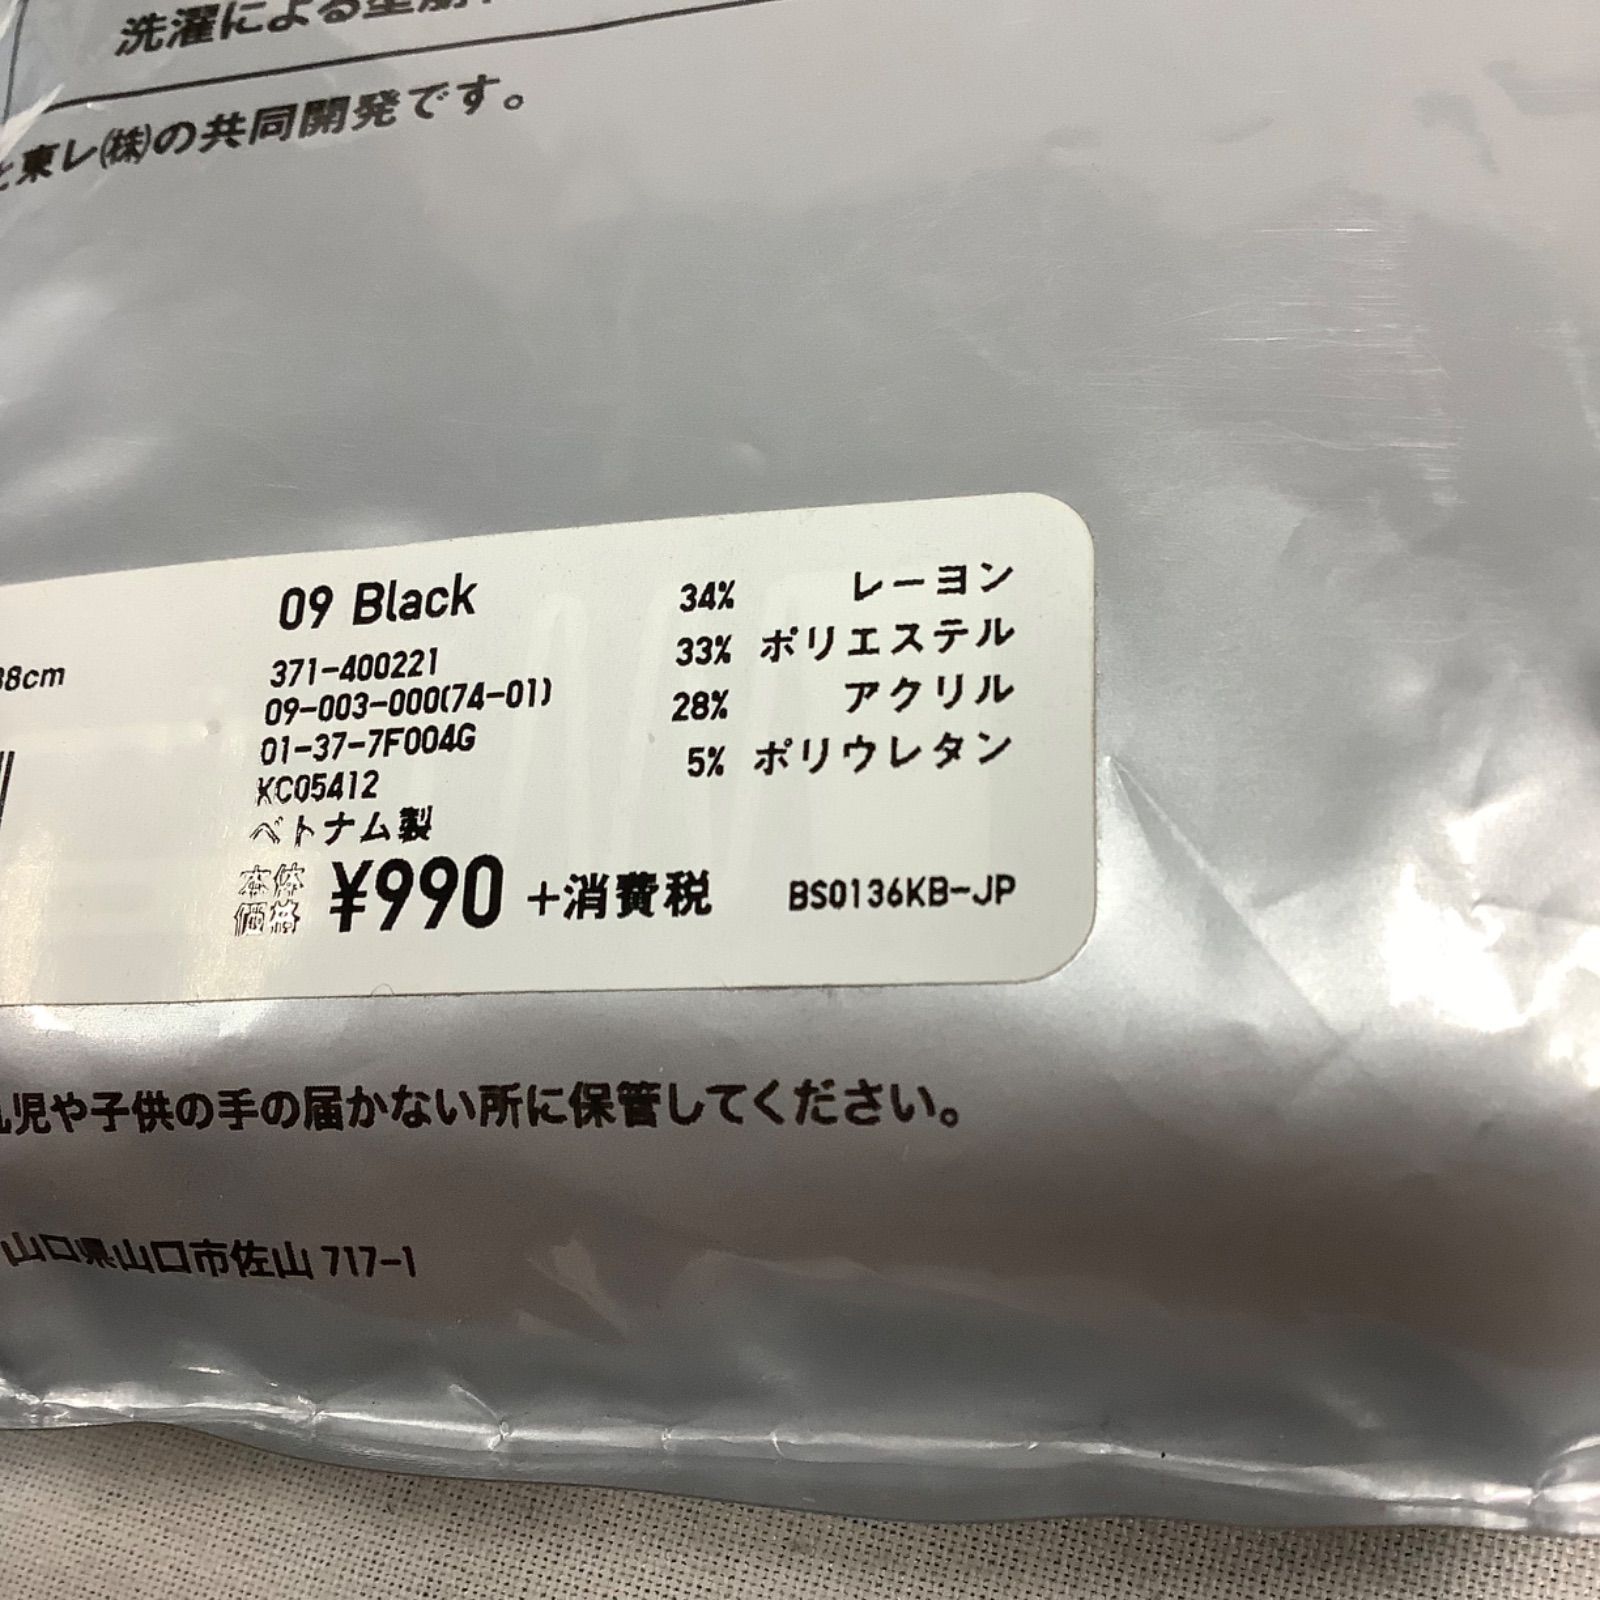 洗濯による型崩
と東レ㈱の共同開発です。
09 Black
38cm
371-400221
09-003-000(74-01)
01-37-7F004G
KC05412
ベトナム製
本体価格 ¥990 +消費税
34% レーヨン
33% ポリエステル
28% アクリル
5% ポリウレタン
BS0136KB-JP
乳児や子供の手の届かない所に保管してください。
山口県山口市佐山 717-1